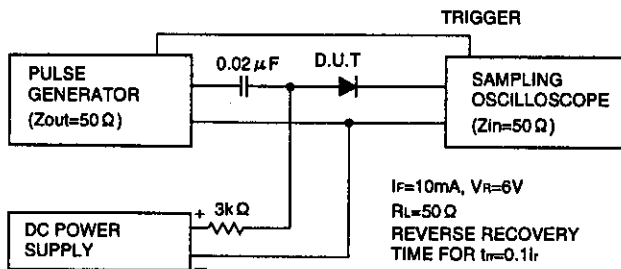 TRIGGER
0.02μF
D.U.T
PULSE
GENERATOR
(Zout=50Ω)
SAMPLING
OSCILLOSCOPE
(Zin=50Ω)
+
3kΩ
DC POWER
SUPPLY
−
IF=10mA, VR=6V
RL=50Ω
REVERSE RECOVERY
TIME FOR trr=0.1Ir